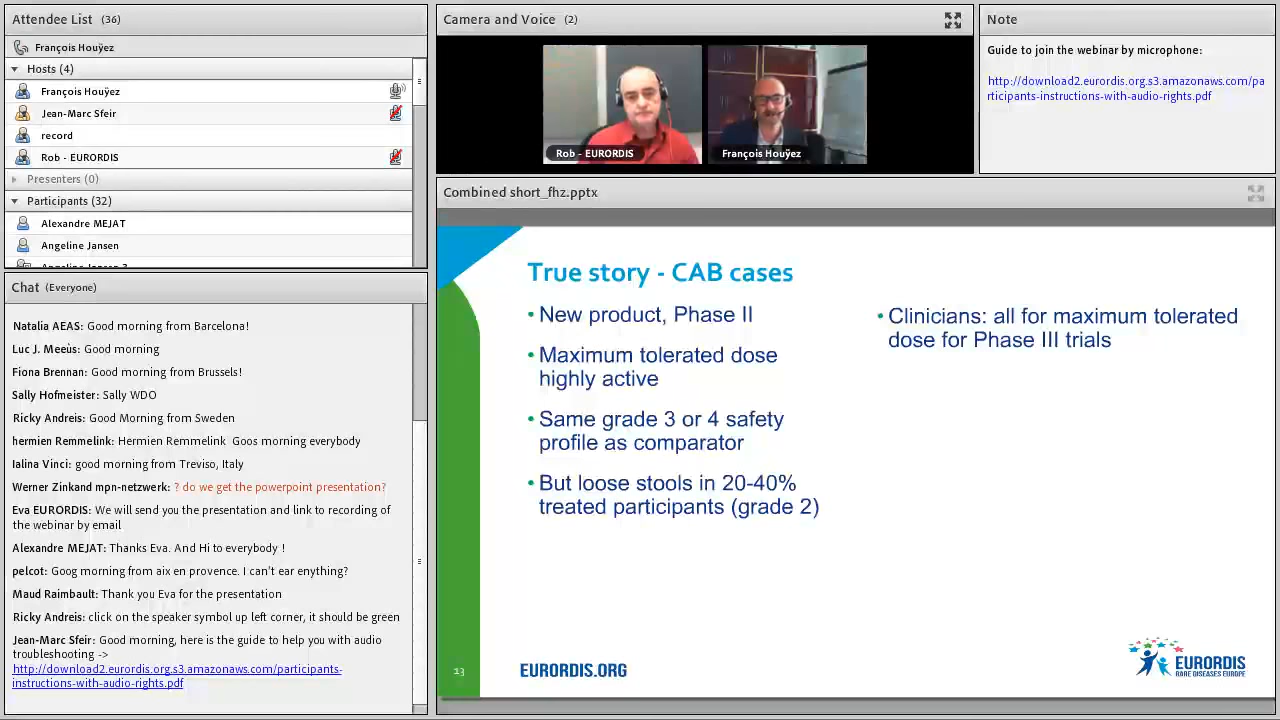 Attendee List (36)
François Houÿez
Hosts (4)
François Houÿez
Jean-Marc Sfeir
record
Rob - EURORDIS
Presenters (0)
Participants (32)
Alexandre MEJAT
Angeline Jansen
Angeline Jansen 2
Chat (Everyone)
Natalia AEAS: Good morning from Barcelona!
Luc J. Meeùs: Good morning
Fiona Brennan: Good morning from Brussels!
Sally Hofmeister: Sally WDO
Ricky Andreis: Good Morning from Sweden
hermien Remmelink: Hermien Remmelink Goos morning everybody
Ialina Vinci: good morning from Treviso, Italy
Werner Zinkand mpn-netzwerk: ? do we get the powerpoint presentation?
Eva EURORDIS: We will send you the presentation and link to recording of
the webinar by email
Alexandre MEJAT: Thanks Eva. And Hi to everybody !
pelcot: Goog morning from aix en provence. I can't ear enything?
Maud Raimbault: Thank you Eva for the presentation
Ricky Andreis: click on the speaker symbol up left corner, it should be green
Jean-Marc Sfeir: Good morning, here is the guide to help you with audio
troubleshooting ->
http://download2.eurordis.org.s3.amazonaws.com/participants-
instructions-with-audio-rights.pdf
Camera and Voice (2)
Rob - EURORDIS
François Houÿez
Note
Guide to join the webinar by microphone:
http://download2.eurordis.org.s3.amazonaws.com/pa
rticipants-instructions-with-audio-rights.pdf
Combined short_fhz.pptx
True story - CAB cases
• New product, Phase II
• Maximum tolerated dose
highly active
• Same grade 3 or 4 safety
profile as comparator
• But loose stools in 20-40%
treated participants (grade 2)
• Clinicians: all for maximum tolerated
dose for Phase III trials
13
EURORDIS.ORG
EURORDIS
RARE DISEASES EUROPE